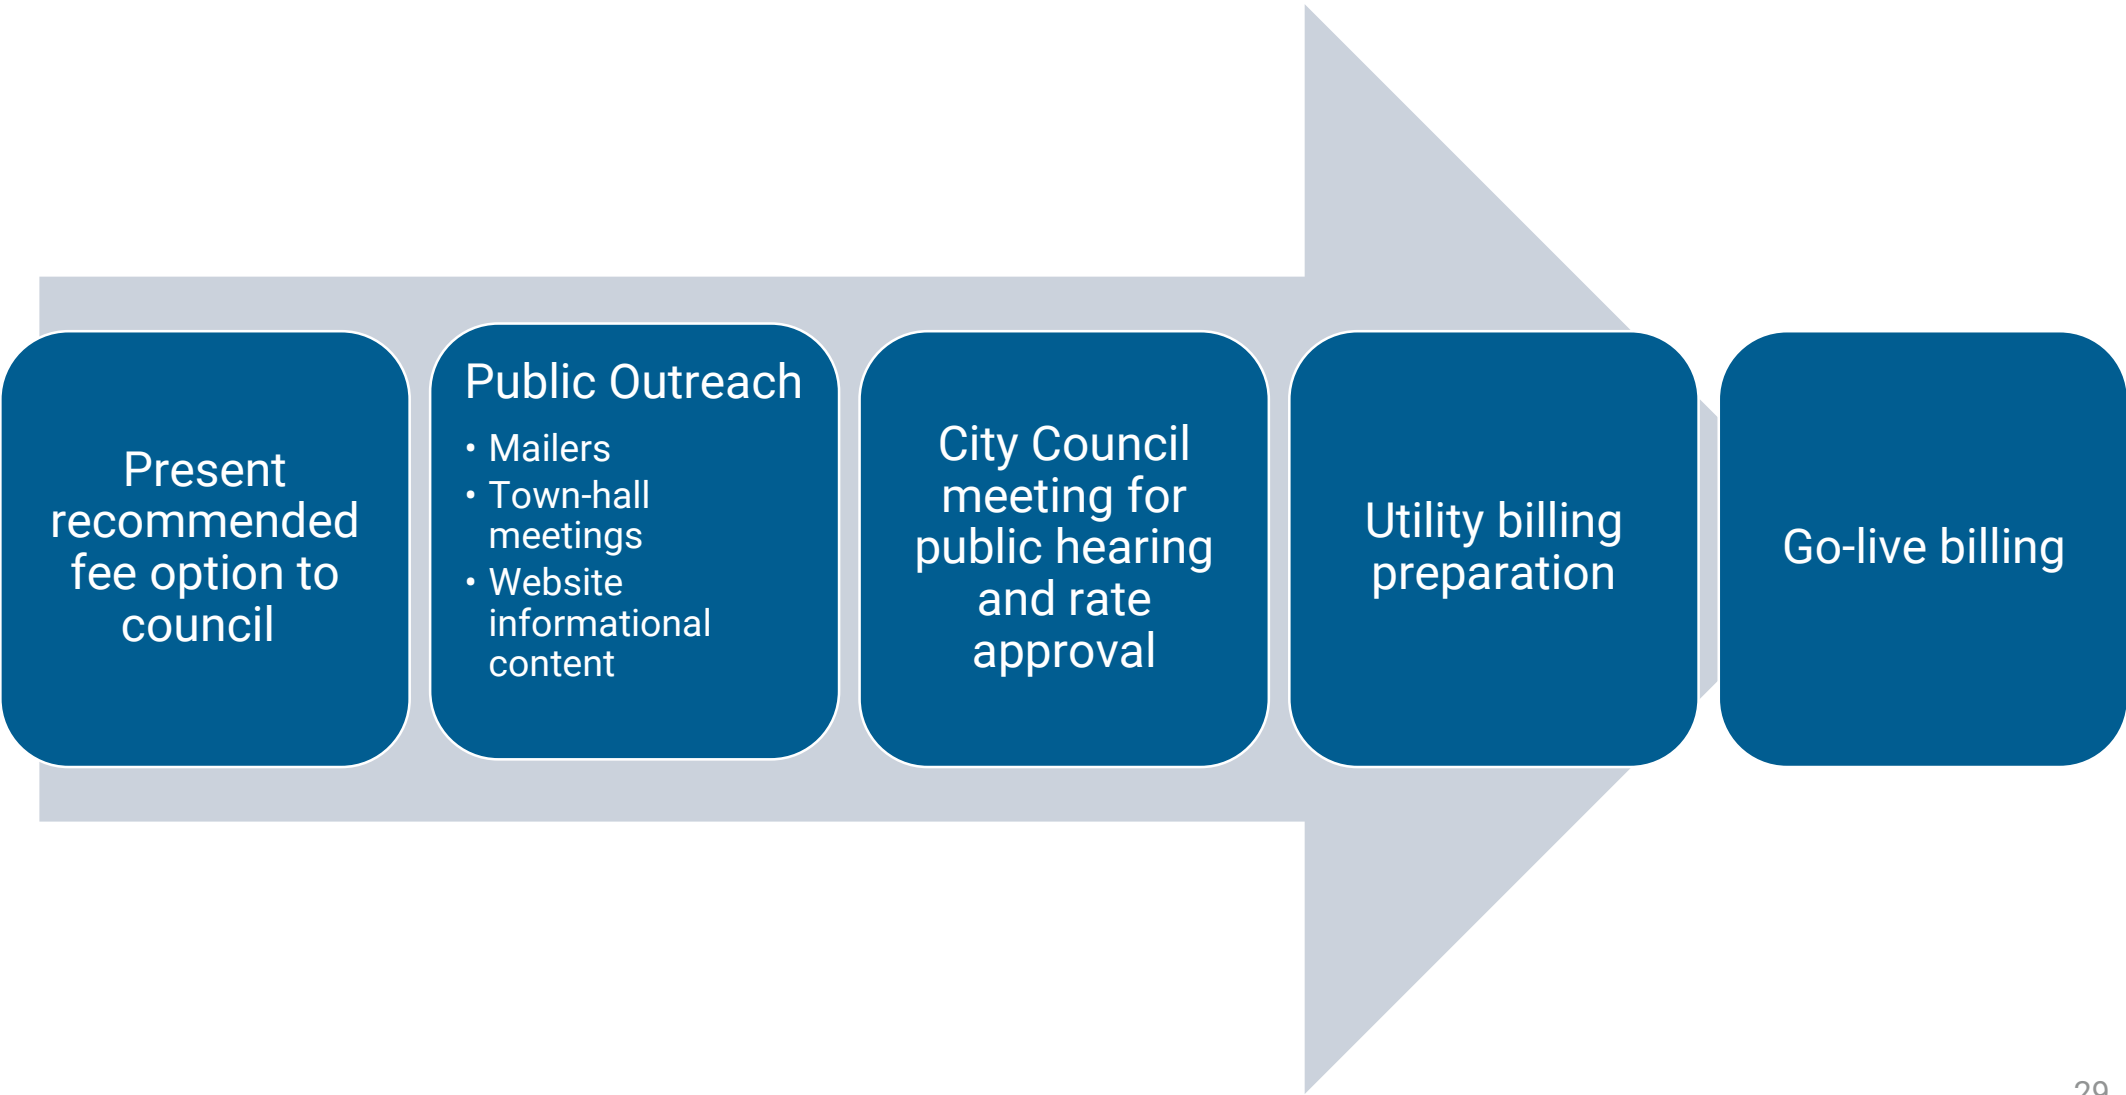 Present
recommended
fee option to
council
Public Outreach
• Mailers
• Town-hall
meetings
• Website
informational
content
City Council
meeting for
public hearing
and rate
approval
Utility billing
preparation
Go-live billing
29